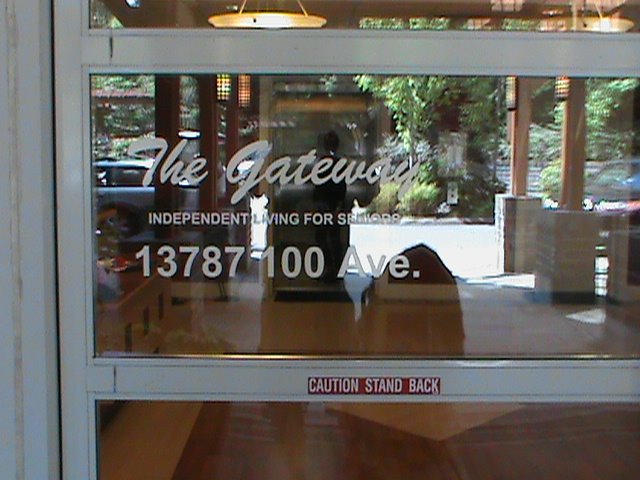 The Gateway
INDEPENDENT LIVING FOR SENIORS
13787 100 Ave.
CAUTION STAND BACK